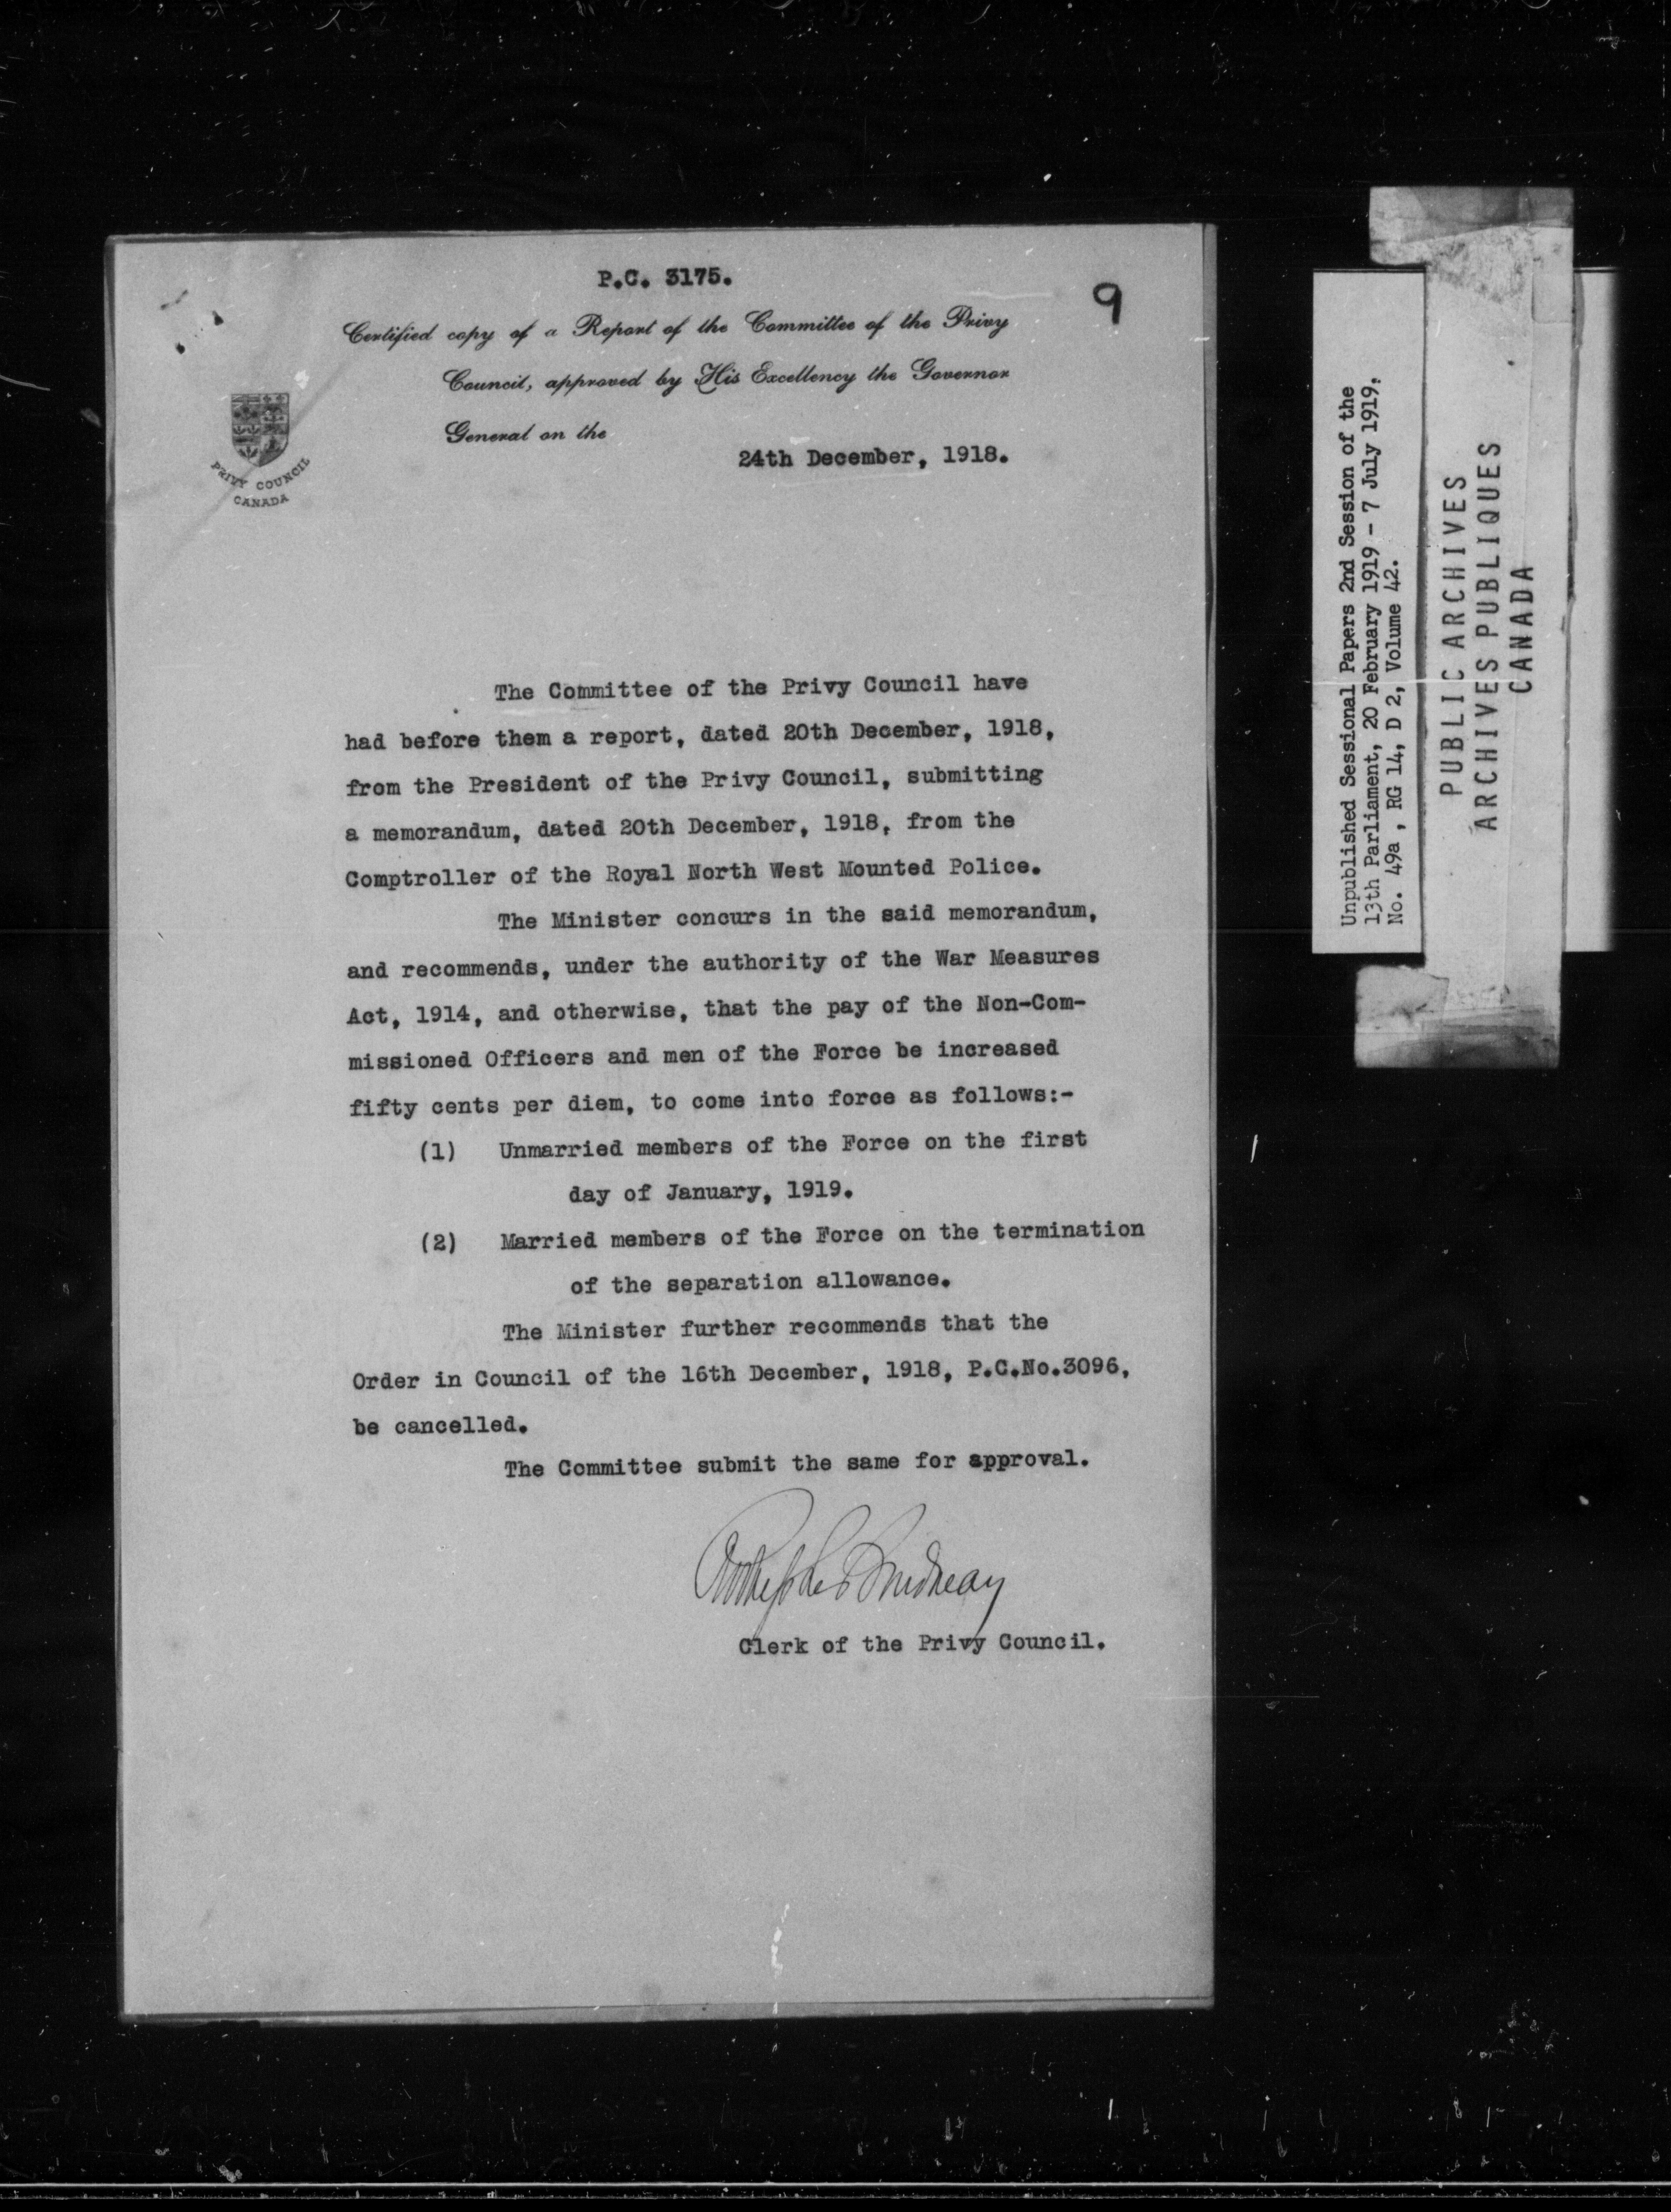 P.C. 3175.
9
Certified copy of a Report of the Committee of the Privy
Council, approved by His Excellency the Governor
General on the
24th December, 1918.
PRIVY COUNCIL
CANADA
The Committee of the Privy Council have
had before them a report, dated 20th December, 1918,
from the President of the Privy Council, submitting
a memorandum, dated 20th December, 1918, from the
Comptroller of the Royal North West Mounted Police.
The Minister concurs in the said memorandum,
and recommends, under the authority of the War Measures
Act, 1914, and otherwise, that the pay of the Non-Com-
missioned Officers and men of the Force be increased
fifty cents per diem, to come into force as follows:-
(1) Unmarried members of the Force on the first
day of January, 1919.
(2) Married members of the Force on the termination
of the separation allowance.
The Minister further recommends that the
Order in Council of the 16th December, 1918, P.C.No.3096,
be cancelled.
The Committee submit the same for approval.
Clerk of the Privy Council.
Unpublished Sessional Papers 2nd Session of the
13th Parliament, 20 February 1919 - 7 July 1919.
No. 49a , RG 14, D 2, Volume 42.
PUBLIC ARCHIVES
ARCHIVES PUBLIQUES
CANADA